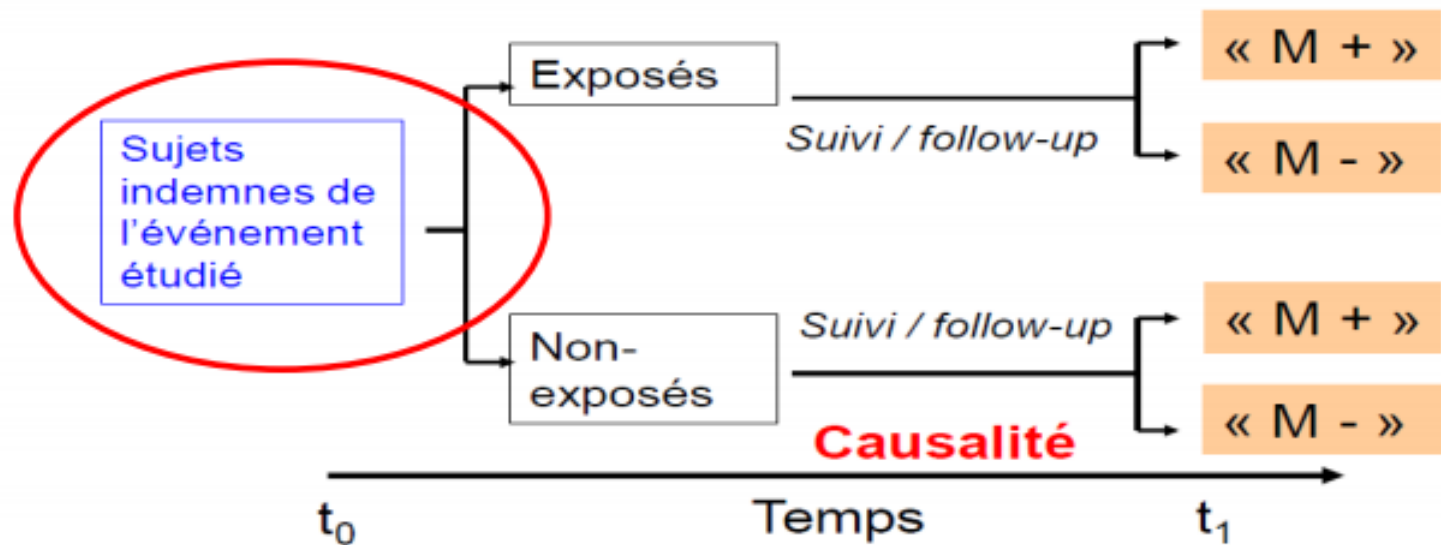 Sujets
indemnes de
l'événement
étudié
Exposés
Suivi / follow-up
« M + »
« M - »
Non-
exposés
Suivi / follow-up
« M + »
« M - »
Causalité
t₀
Temps
t₁